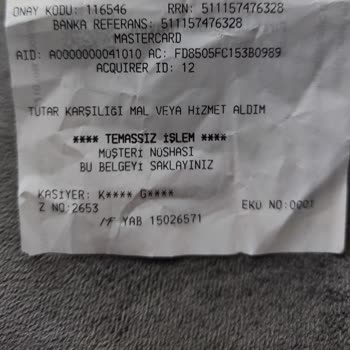 ONAY KODU: 116546 RRN: 511157476328
BANKA REFERANS: 511157476328
MASTERCARD
AID: A0000000041010 AC: FD8505FC153B0989
ACQUIRER ID: 12
TUTAR KARŞILIĞI MAL VEYA HİZMET ALDIM
**** TEMASSIZ İŞLEM ****
MÜŞTERİ NÜSHASI
BU BELGEYİ SAKLAYINIZ
KASİYER: K**** G****
Z NO:2653 EKÜ NO:0001
YAB 15026571